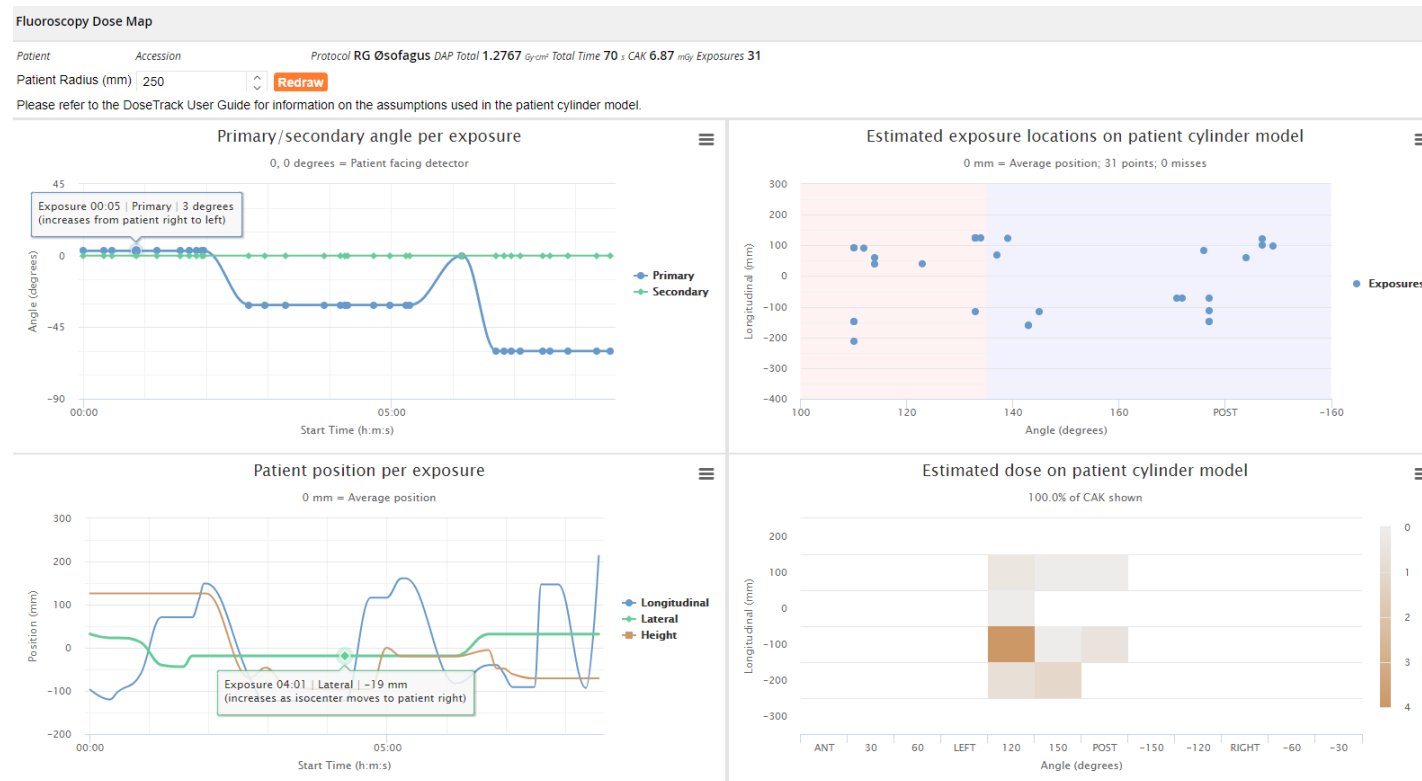 Fluoroscopy Dose Map
Patient Accession Protocol RG Øsofagus DAP Total 1.2767 Gy·cm² Total Time 70 s CAK 6.87 mGy Exposures 31
Patient Radius (mm) 250 Redraw
Please refer to the DoseTrack User Guide for information on the assumptions used in the patient cylinder model.
Primary/secondary angle per exposure
0, 0 degrees = Patient facing detector
45
0
-45
-90
Angle (degrees)
Exposure 00:05 | Primary | 3 degrees
(increases from patient right to left)
Primary
Secondary
00:00 05:00
Start Time (h:m:s)
Estimated exposure locations on patient cylinder model
0 mm = Average position; 31 points; 0 misses
300
200
100
0
-100
-200
-300
-400
Longitudinal (mm)
Exposures
100 120 140 160 POST -160
Angle (degrees)
Patient position per exposure
0 mm = Average position
300
200
100
0
-100
-200
Position (mm)
Longitudinal
Lateral
Height
Exposure 04:01 | Lateral | -19 mm
(increases as isocenter moves to patient right)
00:00 05:00
Start Time (h:m:s)
Estimated dose on patient cylinder model
100.0% of CAK shown
200
100
0
-100
-200
-300
Longitudinal (mm)
0
1
2
3
4
ANT 30 60 LEFT 120 150 POST -150 -120 RIGHT -60 -30
Angle (degrees)